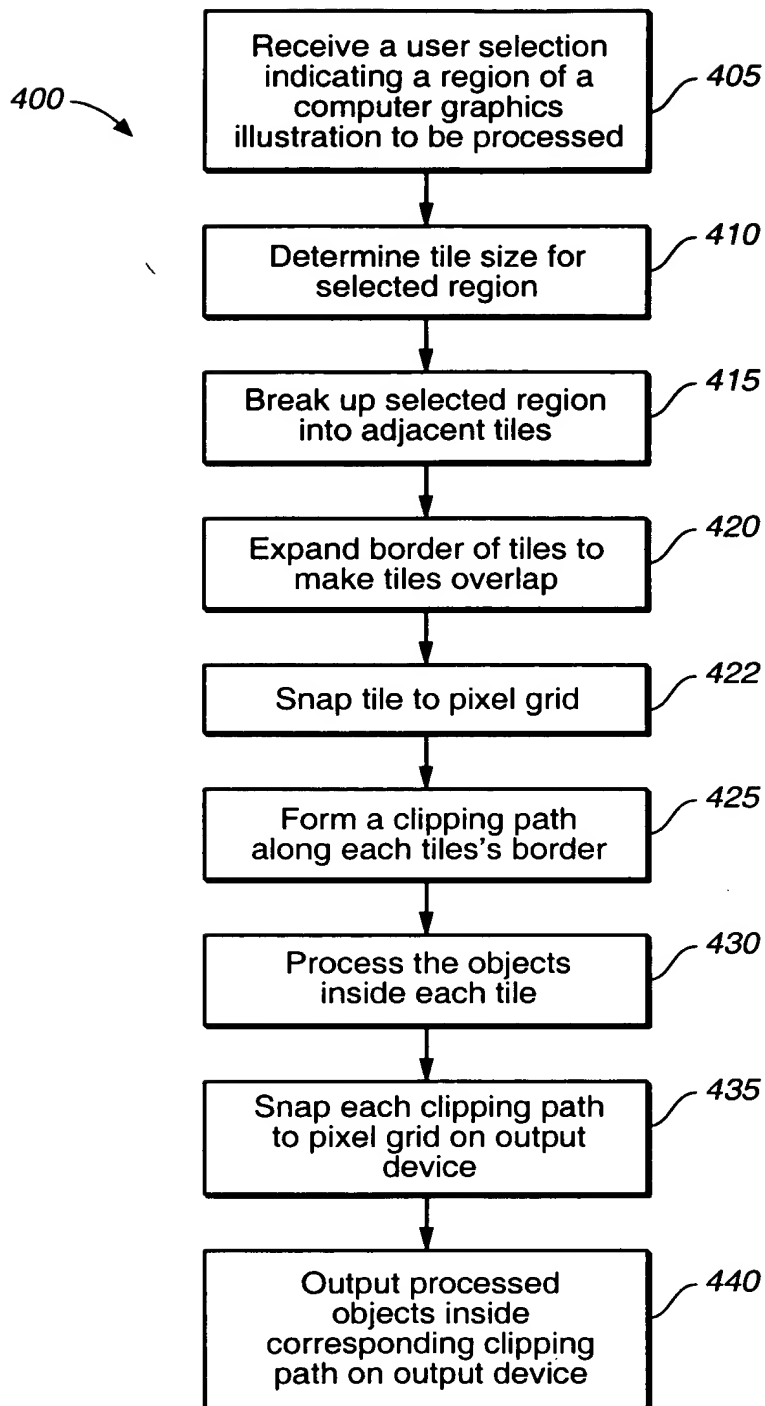 400
Receive a user selection
indicating a region of a
computer graphics
illustration to be processed
405
Determine tile size for
selected region
410
Break up selected region
into adjacent tiles
415
Expand border of tiles to
make tiles overlap
420
Snap tile to pixel grid
422
Form a clipping path
along each tiles's border
425
Process the objects
inside each tile
430
Snap each clipping path
to pixel grid on output
device
435
Output processed
objects inside
corresponding clipping
path on output device
440